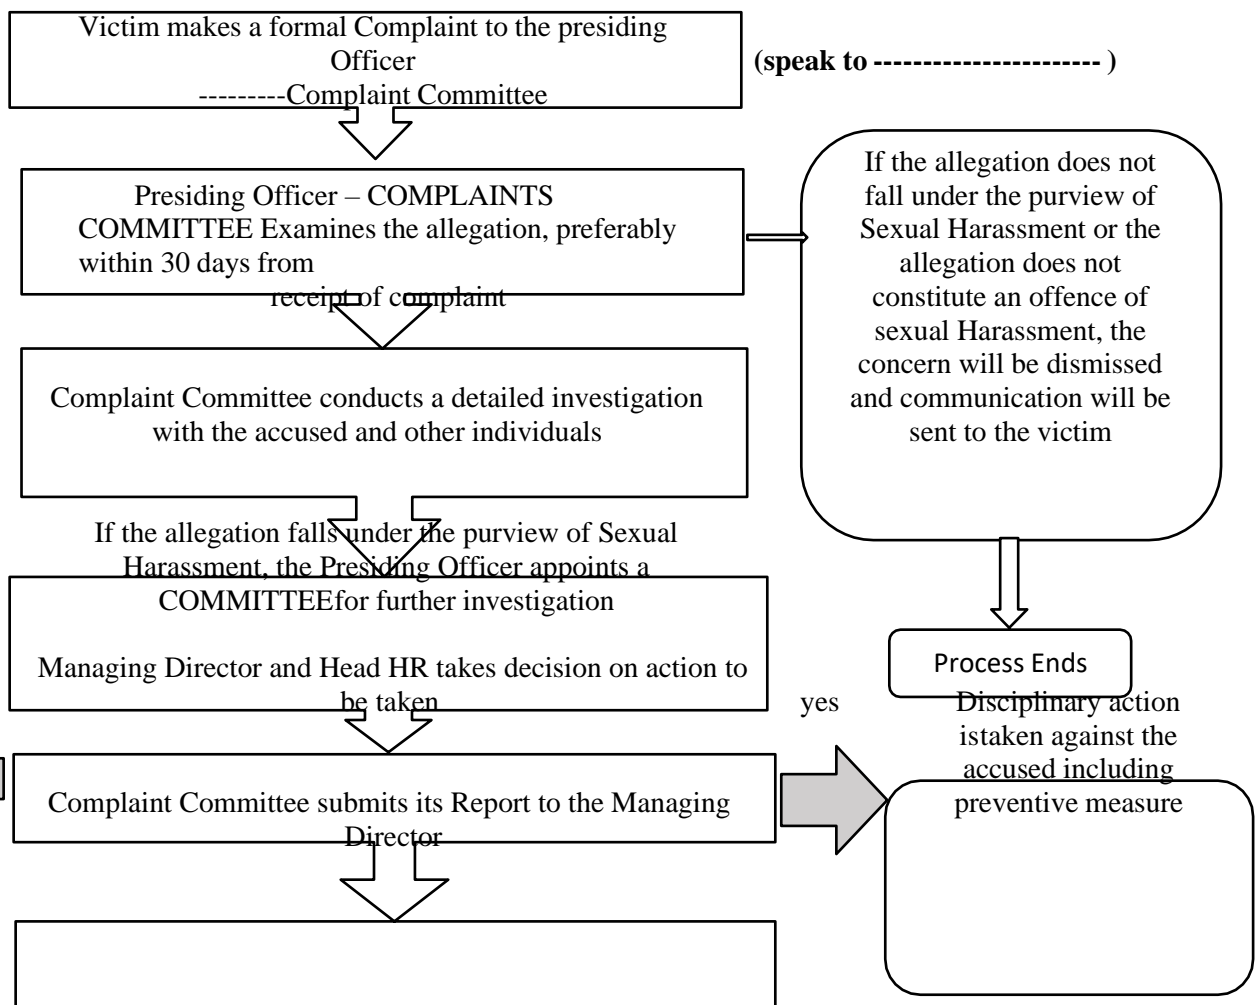 Victim makes a formal Complaint to the presiding
Officer
---------Complaint Committee
(speak to ----------------------- )
Presiding Officer – COMPLAINTS
COMMITTEE Examines the allegation, preferably
within 30 days from
receipt of complaint
If the allegation does not
fall under the purview of
Sexual Harassment or the
allegation does not
constitute an offence of
sexual Harassment, the
concern will be dismissed
and communication will be
sent to the victim
Complaint Committee conducts a detailed investigation
with the accused and other individuals
If the allegation falls under the purview of Sexual
Harassment, the Presiding Officer appoints a
COMMITTEEfor further investigation
Managing Director and Head HR takes decision on action to
be taken
Process Ends
yes
Disciplinary action
istaken against the
accused including
preventive measure
Complaint Committee submits its Report to the Managing
Director